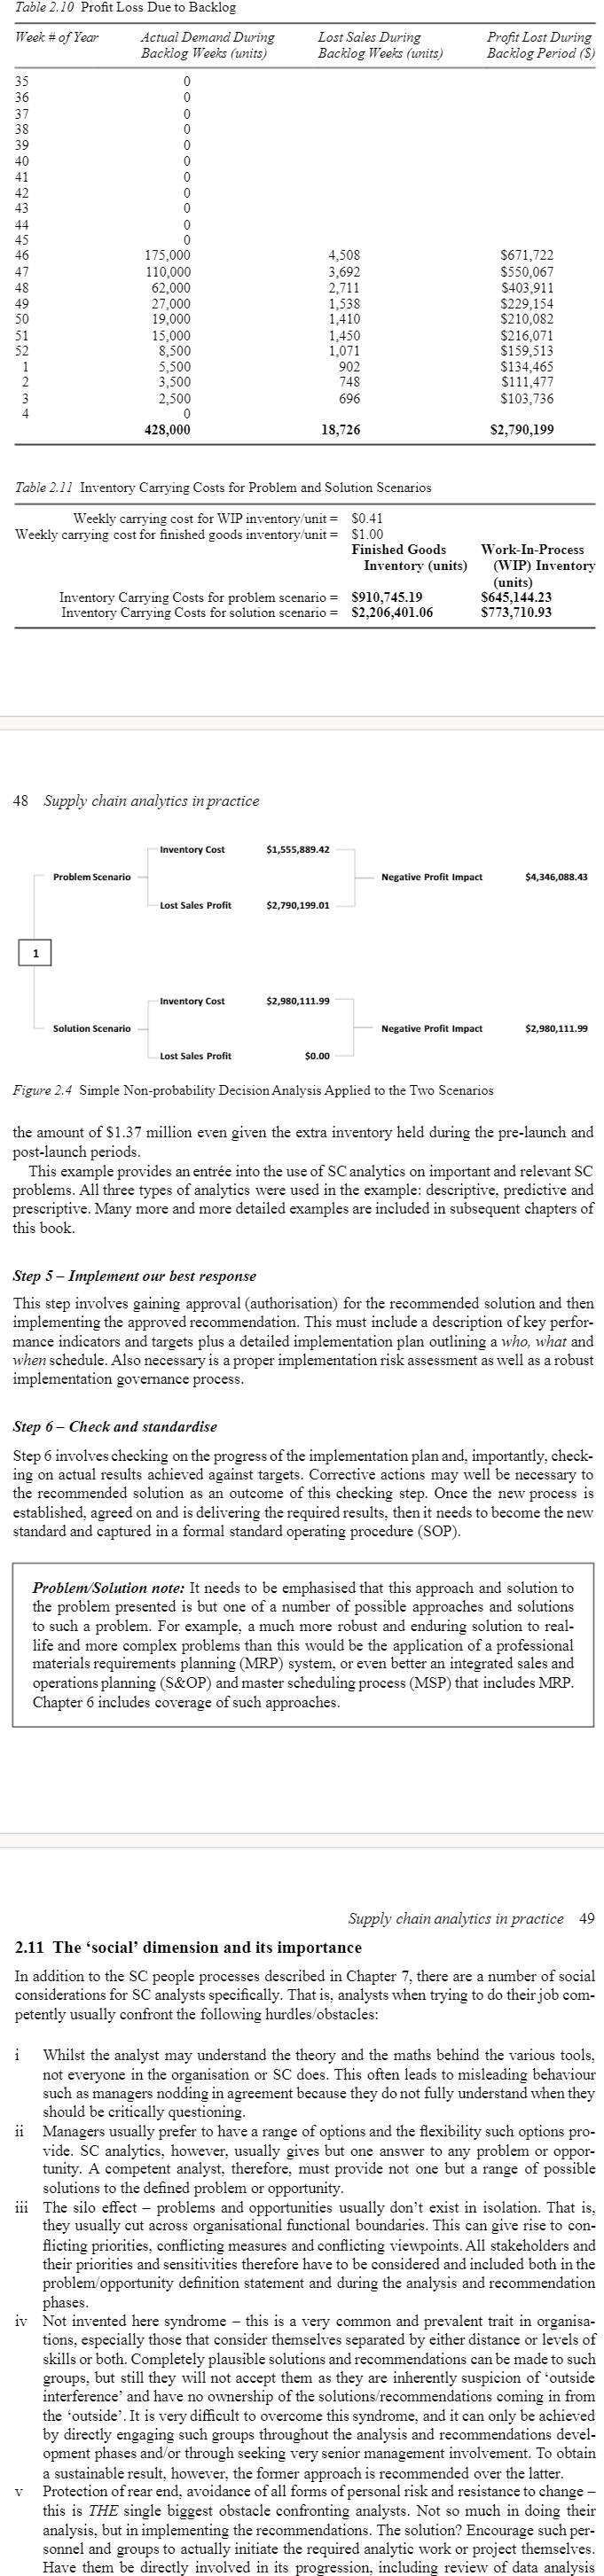 Table 2.10 Profit Loss Due to Backlog
Week # of Year Actual Demand During Backlog Weeks (units) Lost Sales During Backlog Weeks (units) Profit Lost During Backlog Period ($)
35 0
36 0
37 0
38 0
39 0
40 0
41 0
42 0
43 0
44 0
45 0
46 175,000 4,508 $671,722
47 110,000 3,692 $550,067
48 62,000 2,711 $403,911
49 27,000 1,538 $229,154
50 19,000 1,410 $210,082
51 15,000 1,450 $216,071
52 8,500 1,071 $159,513
1 5,500 902 $134,465
2 3,500 748 $111,477
3 2,500 696 $103,736
4 0
428,000 18,726 $2,790,199
Table 2.11 Inventory Carrying Costs for Problem and Solution Scenarios
Weekly carrying cost for WIP inventory/unit = $0.41
Weekly carrying cost for finished goods inventory/unit = $1.00
Finished Goods Inventory (units) Work-In-Process (WIP) Inventory (units)
Inventory Carrying Costs for problem scenario = $910,745.19 $645,144.23
Inventory Carrying Costs for solution scenario = $2,206,401.06 $773,710.93
48 Supply chain analytics in practice
Inventory Cost $1,555,889.42
Problem Scenario Negative Profit Impact $4,346,088.43
Lost Sales Profit $2,790,199.01
1
Inventory Cost $2,980,111.99
Solution Scenario Negative Profit Impact $2,980,111.99
Lost Sales Profit $0.00
Figure 2.4 Simple Non-probability Decision Analysis Applied to the Two Scenarios
the amount of $1.37 million even given the extra inventory held during the pre-launch and
post-launch periods.
This example provides an entrée into the use of SC analytics on important and relevant SC
problems. All three types of analytics were used in the example: descriptive, predictive and
prescriptive. Many more and more detailed examples are included in subsequent chapters of
this book.
Step 5 – Implement our best response
This step involves gaining approval (authorisation) for the recommended solution and then
implementing the approved recommendation. This must include a description of key perfor-
mance indicators and targets plus a detailed implementation plan outlining a who, what and
when schedule. Also necessary is a proper implementation risk assessment as well as a robust
implementation governance process.
Step 6 – Check and standardise
Step 6 involves checking on the progress of the implementation plan and, importantly, check-
ing on actual results achieved against targets. Corrective actions may well be necessary to
the recommended solution as an outcome of this checking step. Once the new process is
established, agreed on and is delivering the required results, then it needs to become the new
standard and captured in a formal standard operating procedure (SOP).
Problem/Solution note: It needs to be emphasised that this approach and solution to
the problem presented is but one of a number of possible approaches and solutions
to such a problem. For example, a much more robust and enduring solution to real-
life and more complex problems than this would be the application of a professional
materials requirements planning (MRP) system, or even better an integrated sales and
operations planning (S&OP) and master scheduling process (MSP) that includes MRP.
Chapter 6 includes coverage of such approaches.
Supply chain analytics in practice 49
2.11 The ‘social’ dimension and its importance
In addition to the SC people processes described in Chapter 7, there are a number of social
considerations for SC analysts specifically. That is, analysts when trying to do their job com-
petently usually confront the following hurdles/obstacles:
i Whilst the analyst may understand the theory and the maths behind the various tools,
not everyone in the organisation or SC does. This often leads to misleading behaviour
such as managers nodding in agreement because they do not fully understand when they
should be critically questioning.
ii Managers usually prefer to have a range of options and the flexibility such options pro-
vide. SC analytics, however, usually gives but one answer to any problem or oppor-
tunity. A competent analyst, therefore, must provide not one but a range of possible
solutions to the defined problem or opportunity.
iii The silo effect – problems and opportunities usually don’t exist in isolation. That is,
they usually cut across organisational functional boundaries. This can give rise to con-
flicting priorities, conflicting measures and conflicting viewpoints. All stakeholders and
their priorities and sensitivities therefore have to be considered and included both in the
problem/opportunity definition statement and during the analysis and recommendation
phases.
iv Not invented here syndrome – this is a very common and prevalent trait in organisa-
tions, especially those that consider themselves separated by either distance or levels of
skills or both. Completely plausible solutions and recommendations can be made to such
groups, but still they will not accept them as they are inherently suspicion of ‘outside
interference’ and have no ownership of the solutions/recommendations coming in from
the ‘outside’. It is very difficult to overcome this syndrome, and it can only be achieved
by directly engaging such groups throughout the analysis and recommendations devel-
opment phases and/or through seeking very senior management involvement. To obtain
a sustainable result, however, the former approach is recommended over the latter.
v Protection of rear end, avoidance of all forms of personal risk and resistance to change –
this is THE single biggest obstacle confronting analysts. Not so much in doing their
analysis, but in implementing the recommendations. The solution? Encourage such per-
sonnel and groups to actually initiate the required analytic work or project themselves.
Have them be directly involved in its progression, including review of data analysis